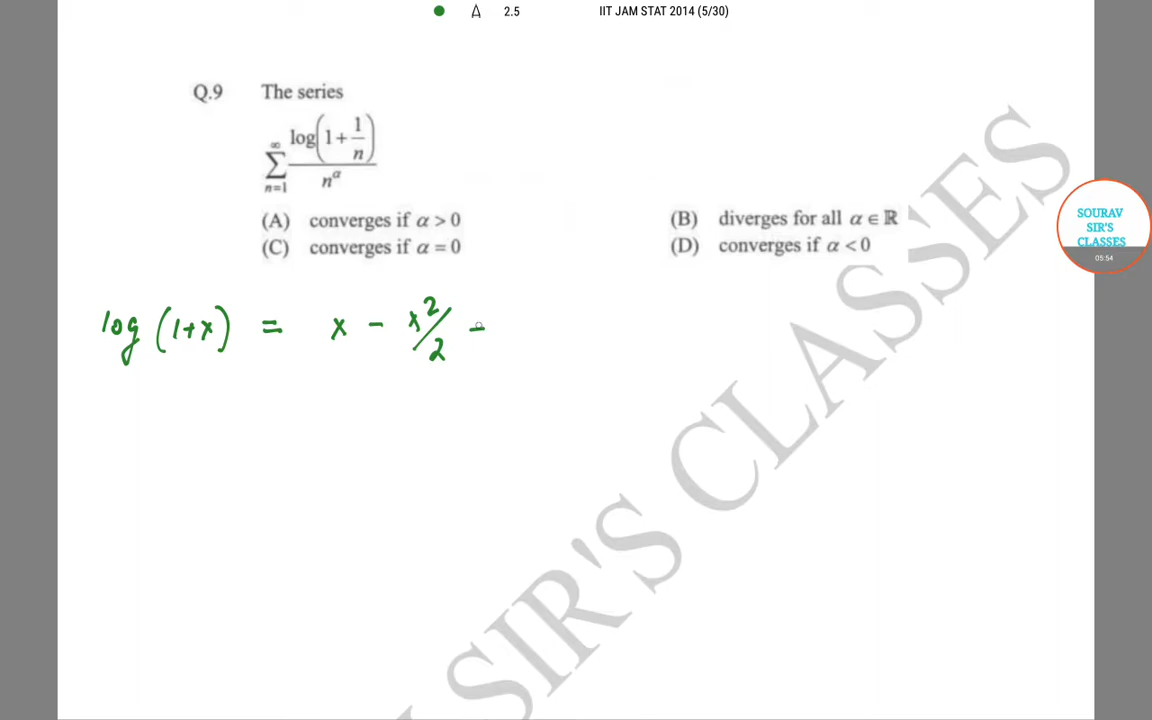 2.5 IIT JAM STAT 2014 (5/30)
Q.9 The series
∑_{n=1}^{∞} log(1+1/n)/n^α
(A) converges if α > 0 (B) diverges for all α ∈ ℝ
(C) converges if α = 0 (D) converges if α < 0
SOURAV
SIR'S
CLASSES
05:54
log (1+x) = x - x²/2 -
SIR'S CLASSES